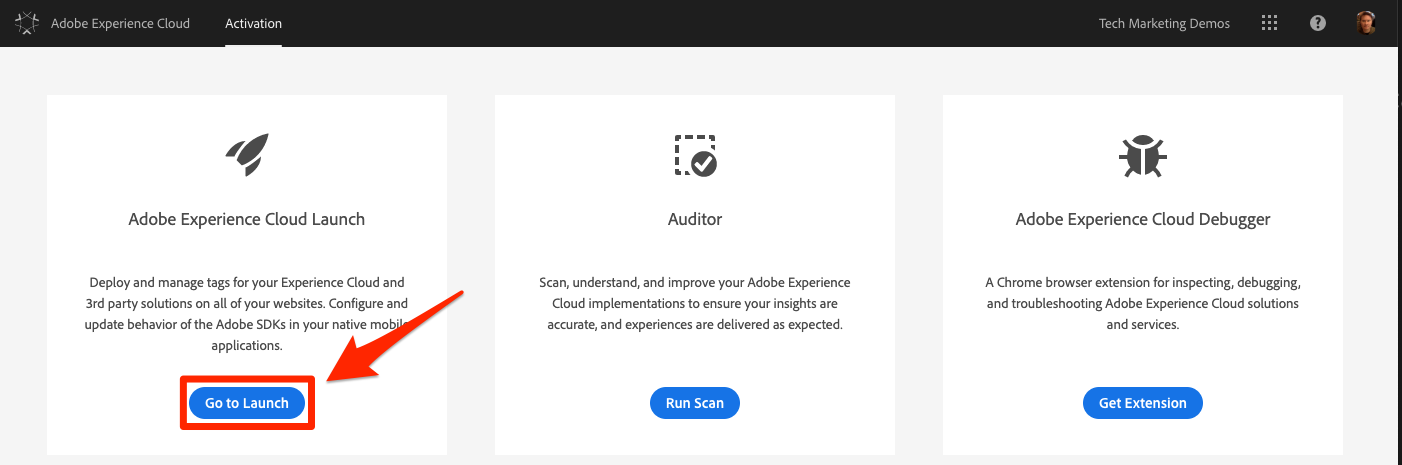 Adobe Experience Cloud
Activation
Tech Marketing Demos
Adobe Experience Cloud Launch
Deploy and manage tags for your Experience Cloud and
3rd party solutions on all of your websites. Configure and
update behavior of the Adobe SDKs in your native mobile
applications.
Go to Launch
Auditor
Scan, understand, and improve your Adobe Experience
Cloud implementations to ensure your insights are
accurate, and experiences are delivered as expected.
Run Scan
Adobe Experience Cloud Debugger
A Chrome browser extension for inspecting, debugging,
and troubleshooting Adobe Experience Cloud solutions
and services.
Get Extension